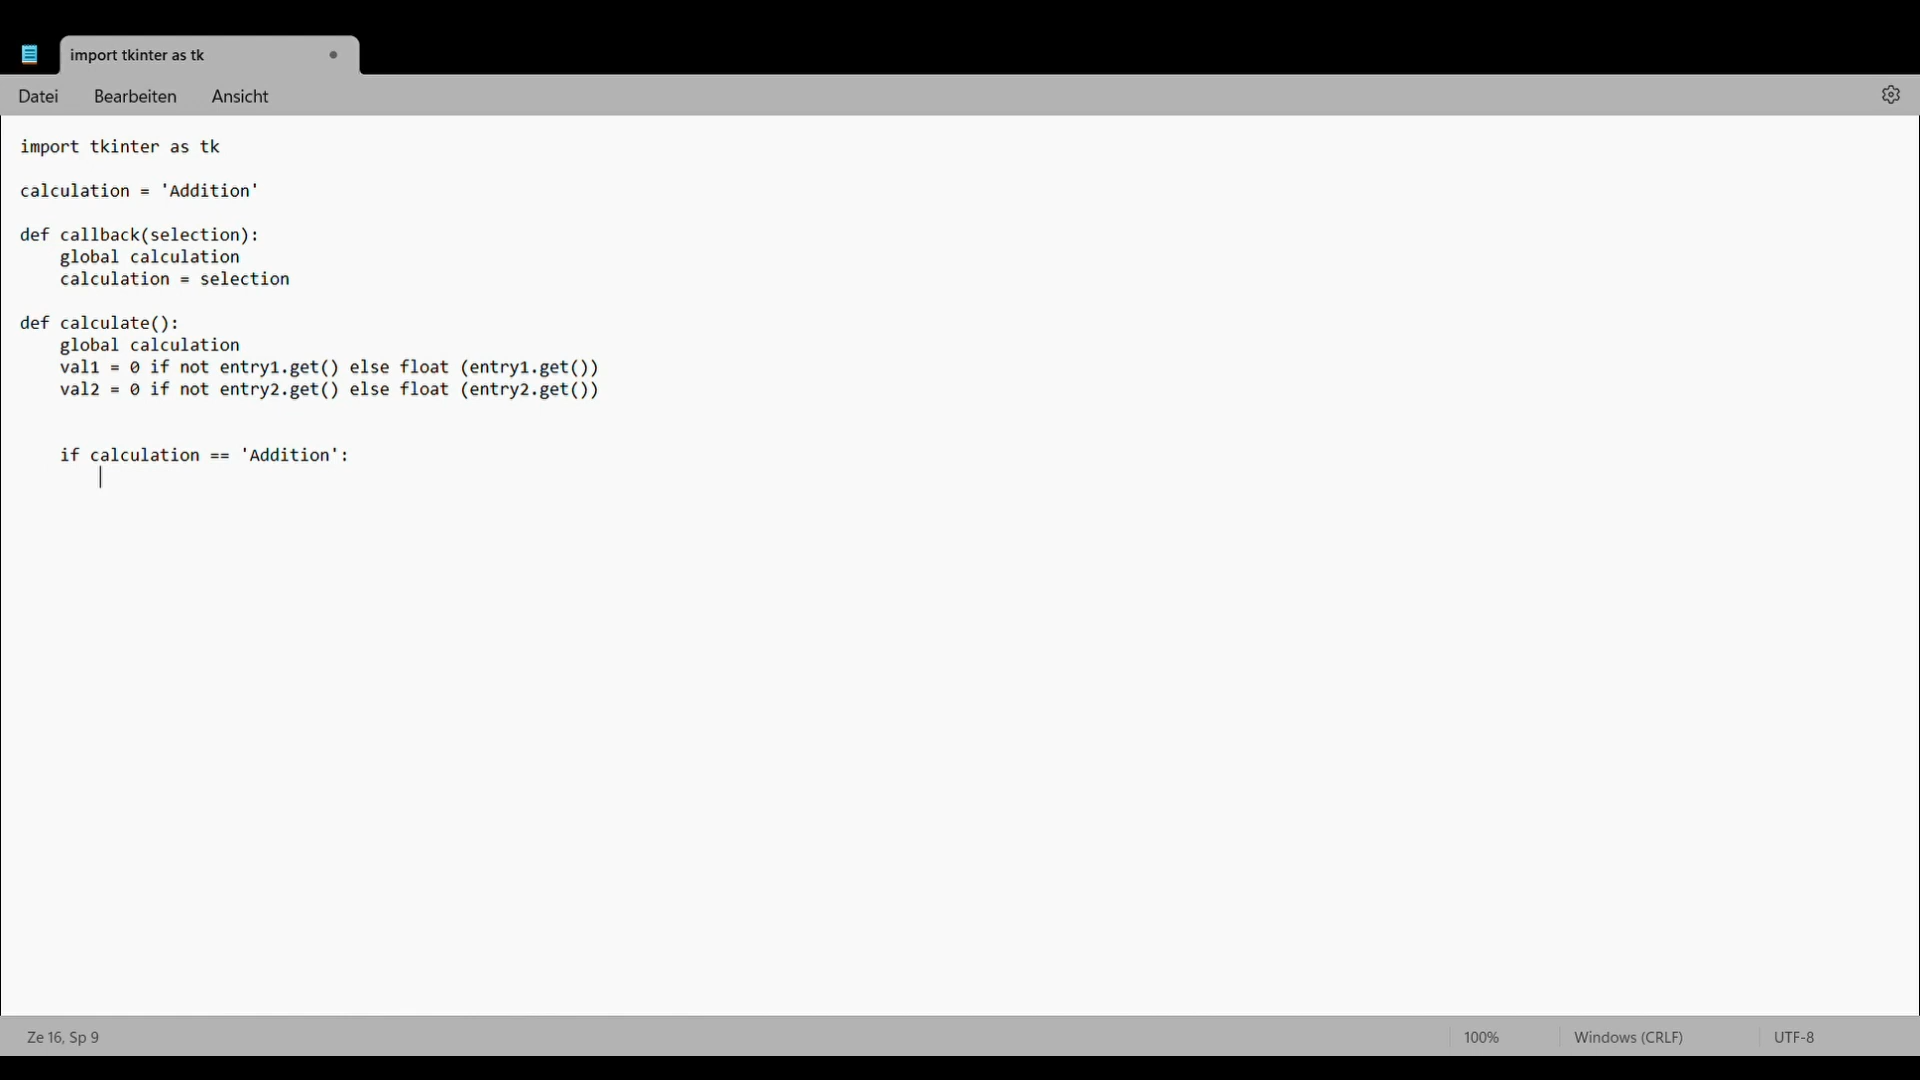 import tkinter as tk
Datei Bearbeiten Ansicht
import tkinter as tk
calculation = 'Addition'
def callback(selection):
    global calculation
    calculation = selection
def calculate():
    global calculation
    val1 = 0 if not entry1.get() else float (entry1.get())
    val2 = 0 if not entry2.get() else float (entry2.get())
    if calculation == 'Addition':
Ze 16, Sp 9 100% Windows (CRLF) UTF-8